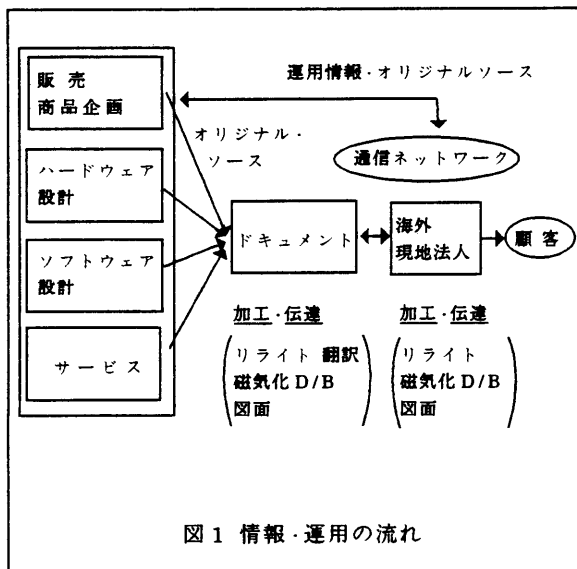 販売
商品企画
ハードウェア
設計
ソフトウェア
設計
サービス
運用情報・オリジナルソース
オリジナル・
ソース
通信ネットワーク
ドキュメント
海外
現地法人
顧客
加工・伝達
リライト 翻訳
磁気化 D/B
図面
加工・伝達
リライト
磁気化 D/B
図面
図1 情報・運用の流れ